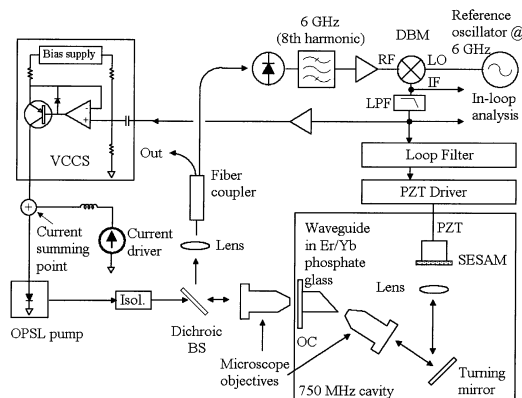 Bias supply
VCCS
6 GHz
(8th harmonic)
DBM
Reference
oscillator @
6 GHz
RF
LO
IF
LPF
In-loop
analysis
Loop Filter
PZT Driver
PZT
SESAM
Out
Fiber
coupler
Lens
Current
summing
point
Current
driver
OPSL pump
Isol.
Dichroic
BS
Waveguide
in Er/Yb
phosphate
glass
OC
Lens
Microscope
objectives
Turning
mirror
750 MHz cavity
- 
+
+